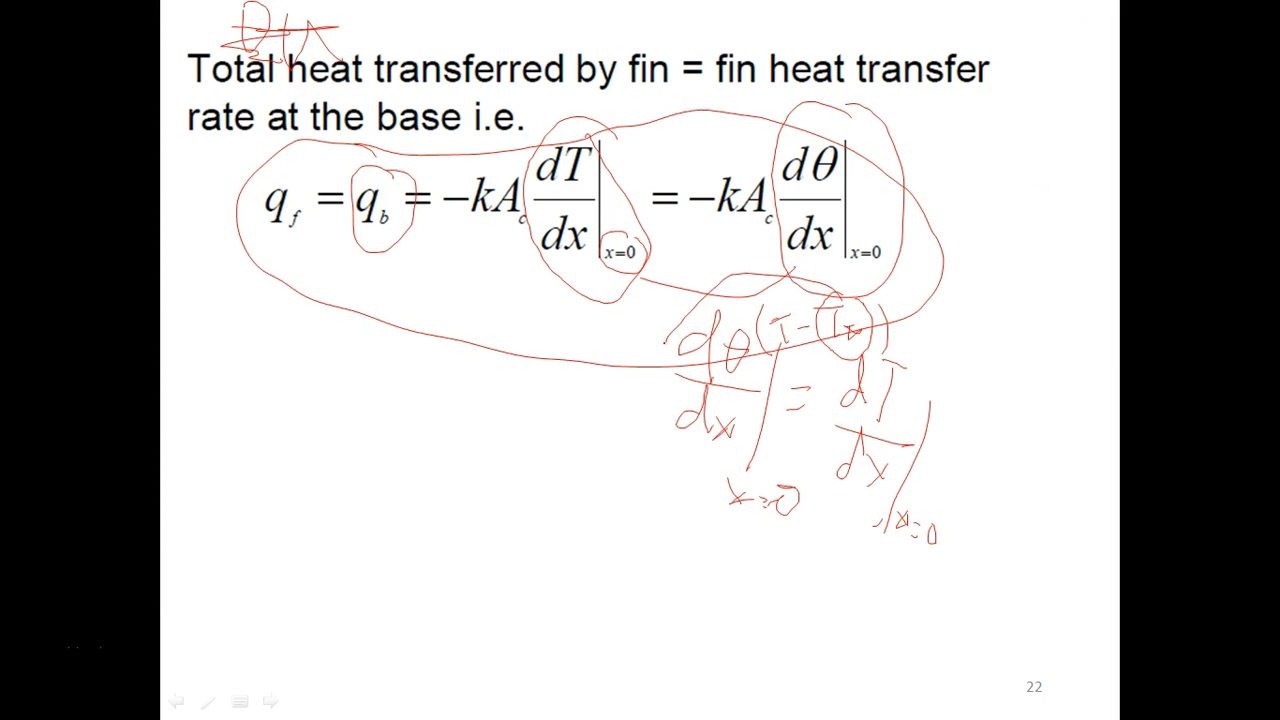 Total heat transferred by fin = fin heat transfer
rate at the base i.e.
q_f = q_b = -kA_c dT/dx |_{x=0} = -kA_c dθ/dx |_{x=0}
dθ(T-T∞)/dx |_{x=0} = dT/dx |_{x=0}
22